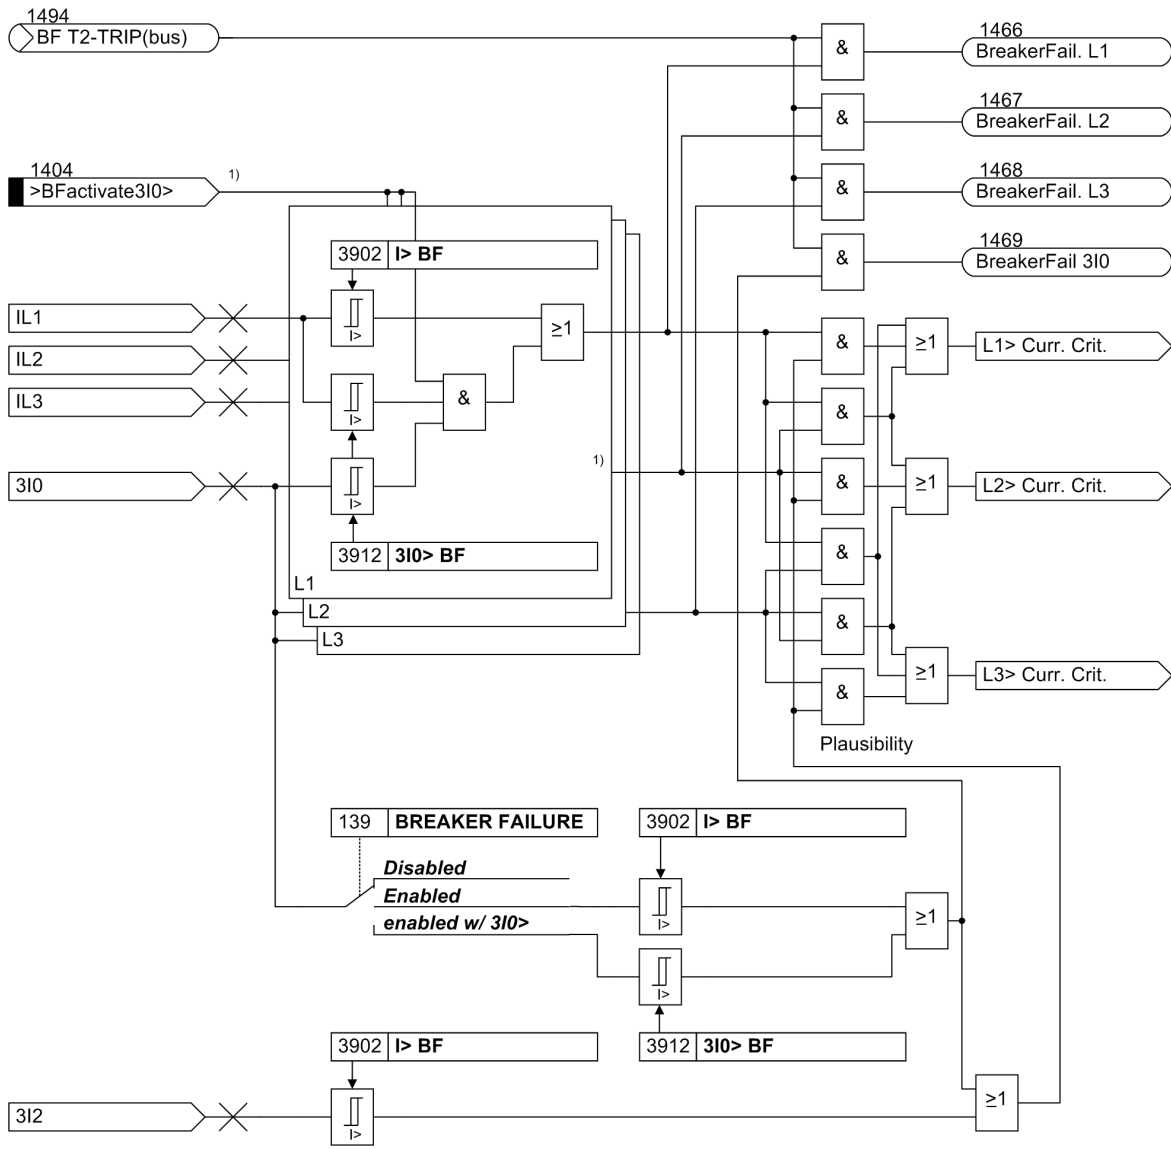 1494
BF T2-TRIP(bus)
&
1466
BreakerFail. L1
&
1467
BreakerFail. L2
1404
>BFactivate3I0>
1)
&
1468
BreakerFail. L3
3902 I> BF
&
1469
BreakerFail 3I0
IL1
I>
≥1
&
≥1
L1> Curr. Crit.
IL2
IL3
I>
&
&
3I0
I>
1)
&
≥1
L2> Curr. Crit.
3912 3I0> BF
&
L1
L2
&
L3
≥1
L3> Curr. Crit.
&
Plausibility
139 BREAKER FAILURE
3902 I> BF
Disabled
Enabled
enabled w/ 3I0>
I>
≥1
I>
3902 I> BF
3912 3I0> BF
3I2
I>
≥1